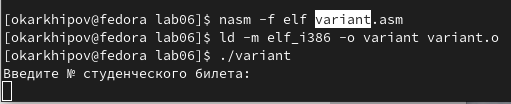 [okarkhipov@fedora lab06]$ nasm -f elf variant.asm
[okarkhipov@fedora lab06]$ ld -m elf_i386 -o variant variant.o
[okarkhipov@fedora lab06]$ ./variant
Введите № студенческого билета: